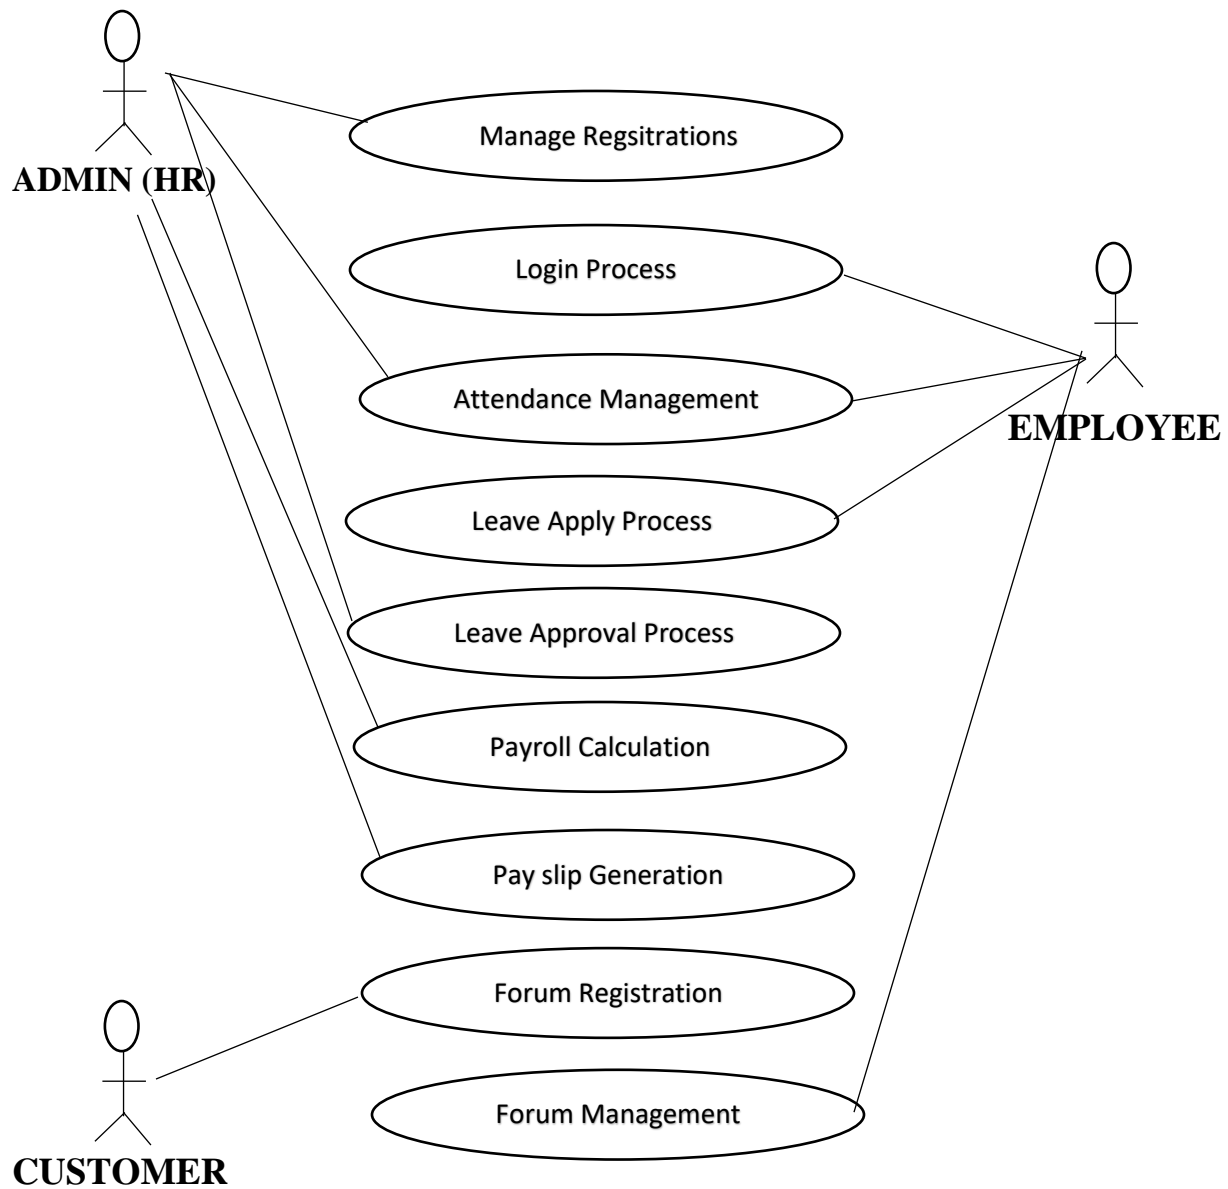 Manage Regsitrations
ADMIN (HR)
Login Process
Attendance Management
EMPLOYEE
Leave Apply Process
Leave Approval Process
Payroll Calculation
Pay slip Generation
Forum Registration
Forum Management
CUSTOMER